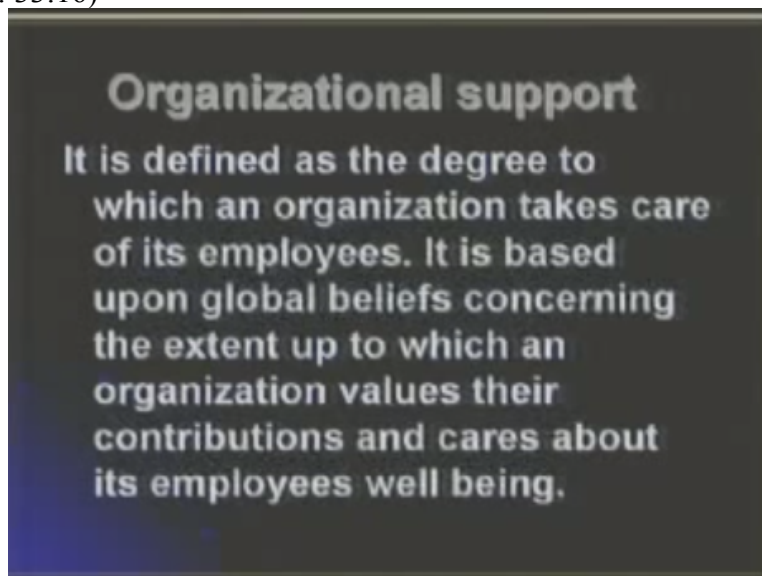 33:10)
Organizational support
It is defined as the degree to
which an organization takes care
of its employees. It is based
upon global beliefs concerning
the extent up to which an
organization values their
contributions and cares about
its employees well being.